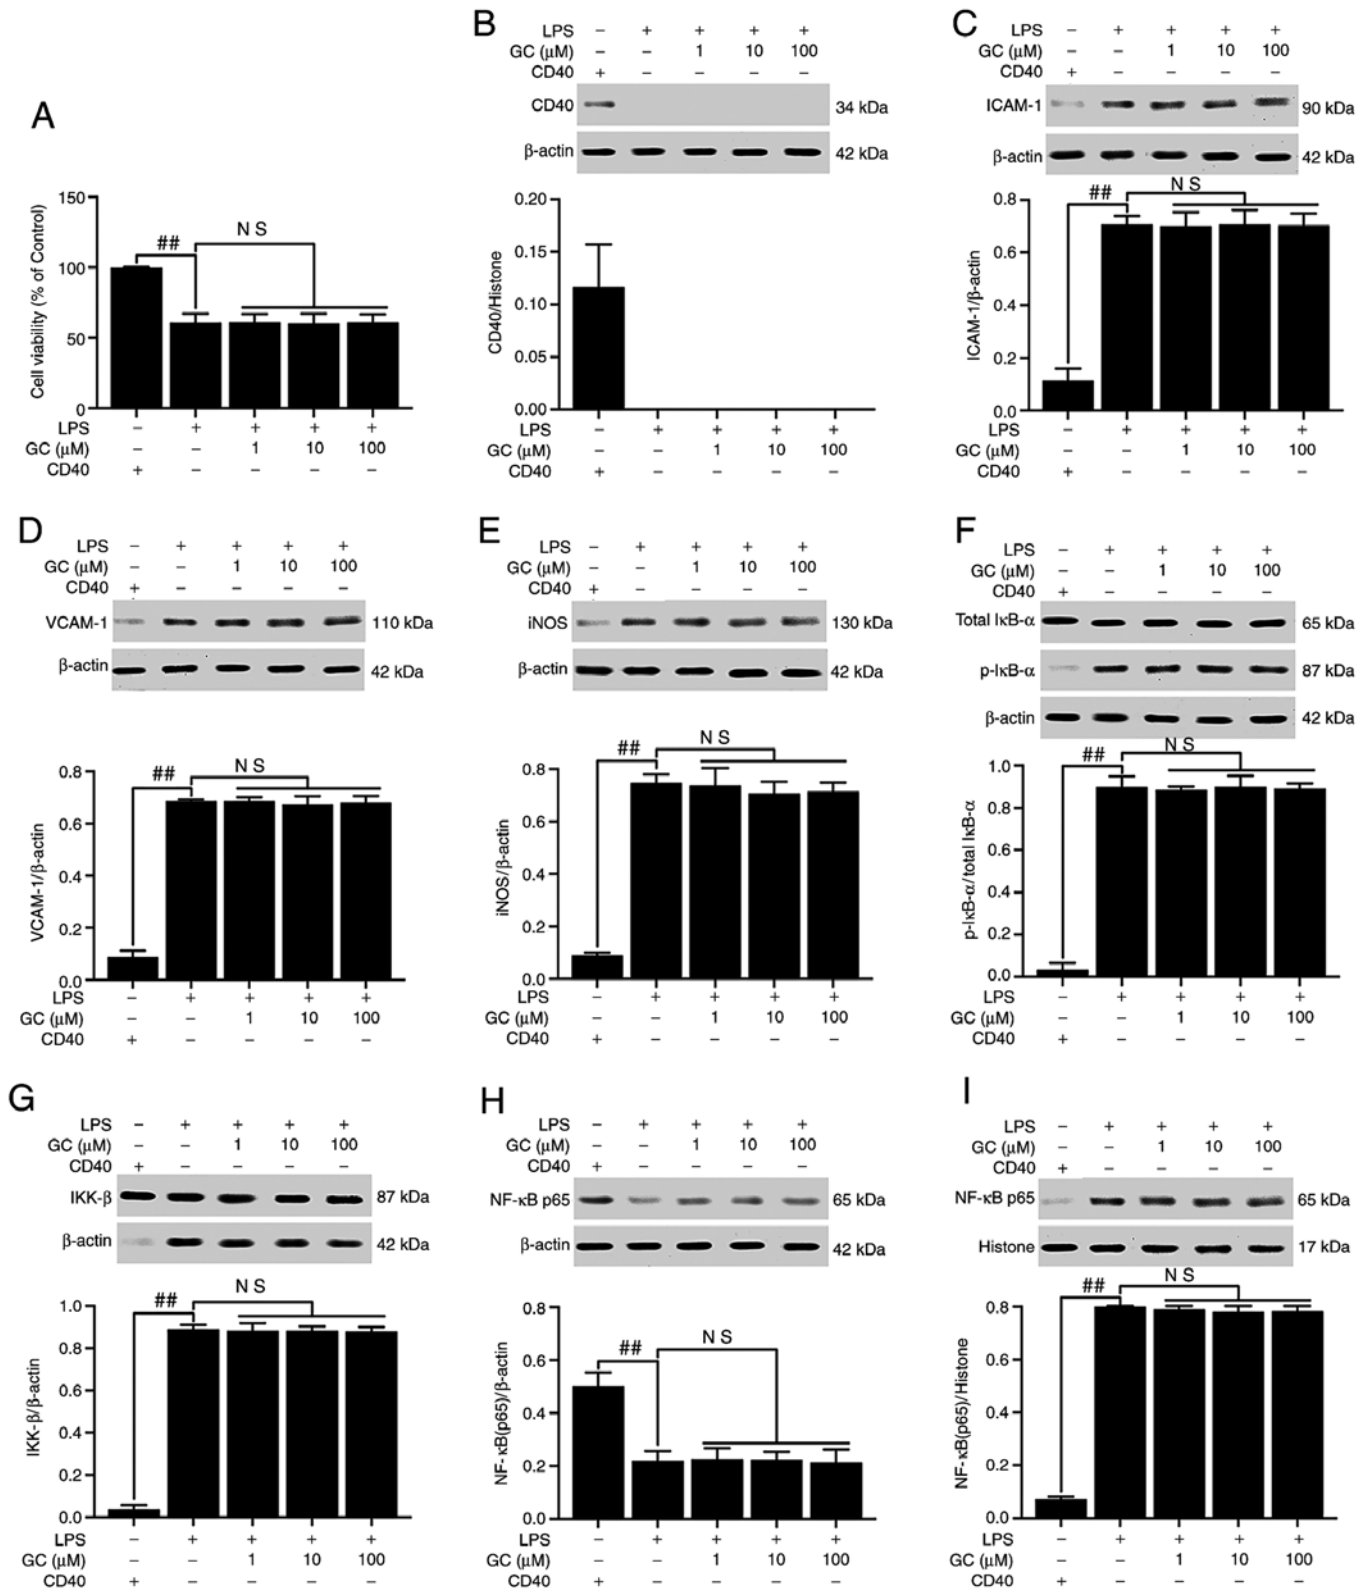 A
150
100
50
0
Cell viability (% of Control)
##
N S
LPS – + + + +
GC (μM) – – 1 10 100
CD40 + – – – –
B
LPS – + + + +
GC (μM) – – 1 10 100
CD40 + – – – –
CD40 34 kDa
β-actin 42 kDa
0.20
0.15
0.10
0.05
0.00
CD40/Histone
LPS – + + + +
GC (μM) – – 1 10 100
CD40 + – – – –
C
LPS – + + + +
GC (μM) – – 1 10 100
CD40 + – – – –
ICAM-1 90 kDa
β-actin 42 kDa
## N S
0.8
0.6
0.4
0.2
0.0
ICAM-1/β-actin
LPS – + + + +
GC (μM) – – 1 10 100
CD40 + – – – –
D
LPS – + + + +
GC (μM) – – 1 10 100
CD40 + – – – –
VCAM-1 110 kDa
β-actin 42 kDa
## N S
0.8
0.6
0.4
0.2
0.0
VCAM-1/β-actin
LPS – + + + +
GC (μM) – – 1 10 100
CD40 + – – – –
E
LPS – + + + +
GC (μM) – – 1 10 100
CD40 + – – – –
iNOS 130 kDa
β-actin 42 kDa
## N S
0.8
0.6
0.4
0.2
0.0
iNOS/β-actin
LPS – + + + +
GC (μM) – – 1 10 100
CD40 + – – – –
F
LPS – + + + +
GC (μM) – – 1 10 100
CD40 + – – – –
Total IκB-α 65 kDa
p-IκB-α 87 kDa
β-actin 42 kDa
## N S
1.0
0.8
0.6
0.4
0.2
0.0
p-IκB-α/total IκB-α
LPS – + + + +
GC (μM) – – 1 10 100
CD40 + – – – –
G
LPS – + + + +
GC (μM) – – 1 10 100
CD40 + – – – –
IKK-β 87 kDa
β-actin 42 kDa
## N S
1.0
0.8
0.6
0.4
0.2
0.0
IKK-β/β-actin
LPS – + + + +
GC (μM) – – 1 10 100
CD40 + – – – –
H
LPS – + + + +
GC (μM) – – 1 10 100
CD40 + – – – –
NF-κB p65 65 kDa
β-actin 42 kDa
## N S
0.8
0.6
0.4
0.2
0.0
NF-κB(p65)/β-actin
LPS – + + + +
GC (μM) – – 1 10 100
CD40 + – – – –
I
LPS – + + + +
GC (μM) – – 1 10 100
CD40 + – – – –
NF-κB p65 65 kDa
Histone 17 kDa
## N S
0.8
0.6
0.4
0.2
0.0
NF-κB(p65)/Histone
LPS – + + + +
GC (μM) – – 1 10 100
CD40 + – – – –